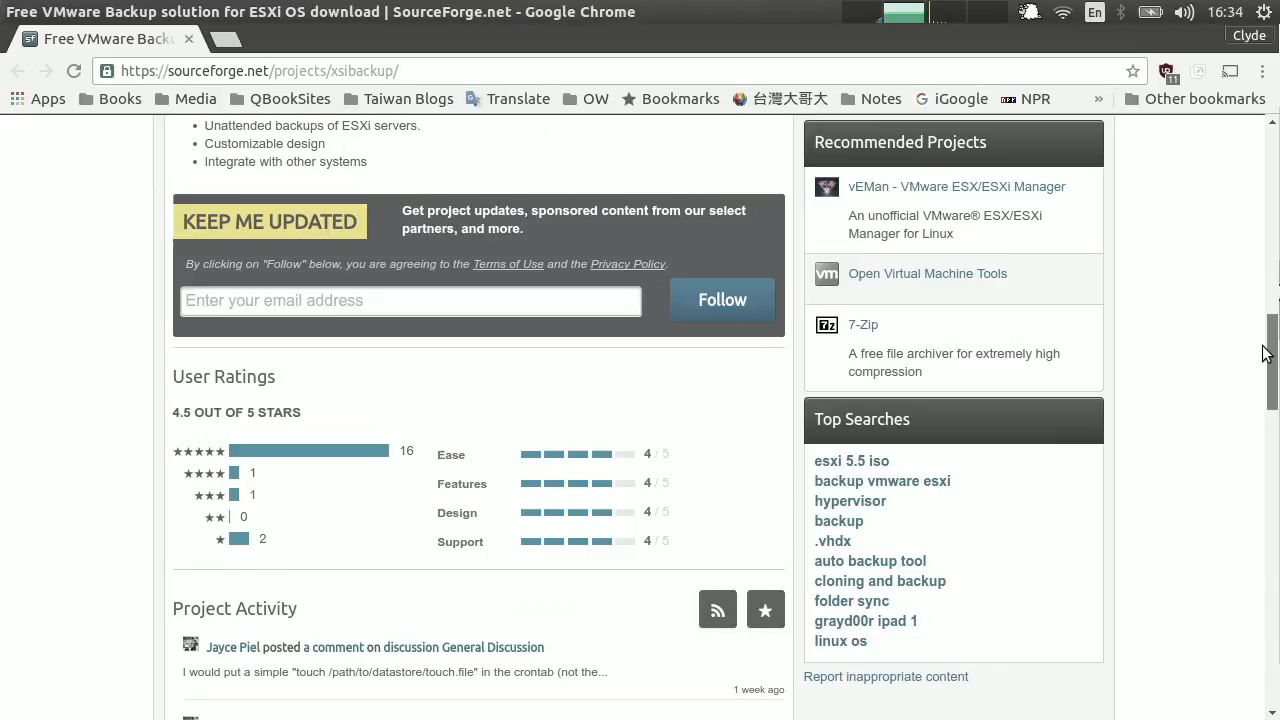 Free VMware Backup solution for ESXi OS download | SourceForge.net - Google Chrome
En
16:34
sf
Free VMware Back
Clyde
https://sourceforge.net/projects/xsibackup/
11
Apps
Books
Media
QBookSites
Taiwan Blogs
Translate
OW
Bookmarks
台灣大哥大
Notes
iGoogle
NPR
»
Other bookmarks
Unattended backups of ESXi servers.
Customizable design
Integrate with other systems
KEEP ME UPDATED
Get project updates, sponsored content from our select
partners, and more.
By clicking on "Follow" below, you are agreeing to the Terms of Use and the Privacy Policy.
Enter your email address
Follow
User Ratings
4.5 OUT OF 5 STARS
★★★★★ 16
★★★★ 1
★★★ 1
★★ 0
★ 2
Ease 4 / 5
Features 4 / 5
Design 4 / 5
Support 4 / 5
Project Activity
Jayce Piel posted a comment on discussion General Discussion
I would put a simple "touch /path/to/datastore/touch.file" in the crontab (not the...
1 week ago
Recommended Projects
vEMan - VMware ESX/ESXi Manager
An unofficial VMware® ESX/ESXi
Manager for Linux
vm
Open Virtual Machine Tools
7z
7-Zip
A free file archiver for extremely high
compression
Top Searches
esxi 5.5 iso
backup vmware esxi
hypervisor
backup
.vhdx
auto backup tool
cloning and backup
folder sync
grayd00r ipad 1
linux os
Report inappropriate content